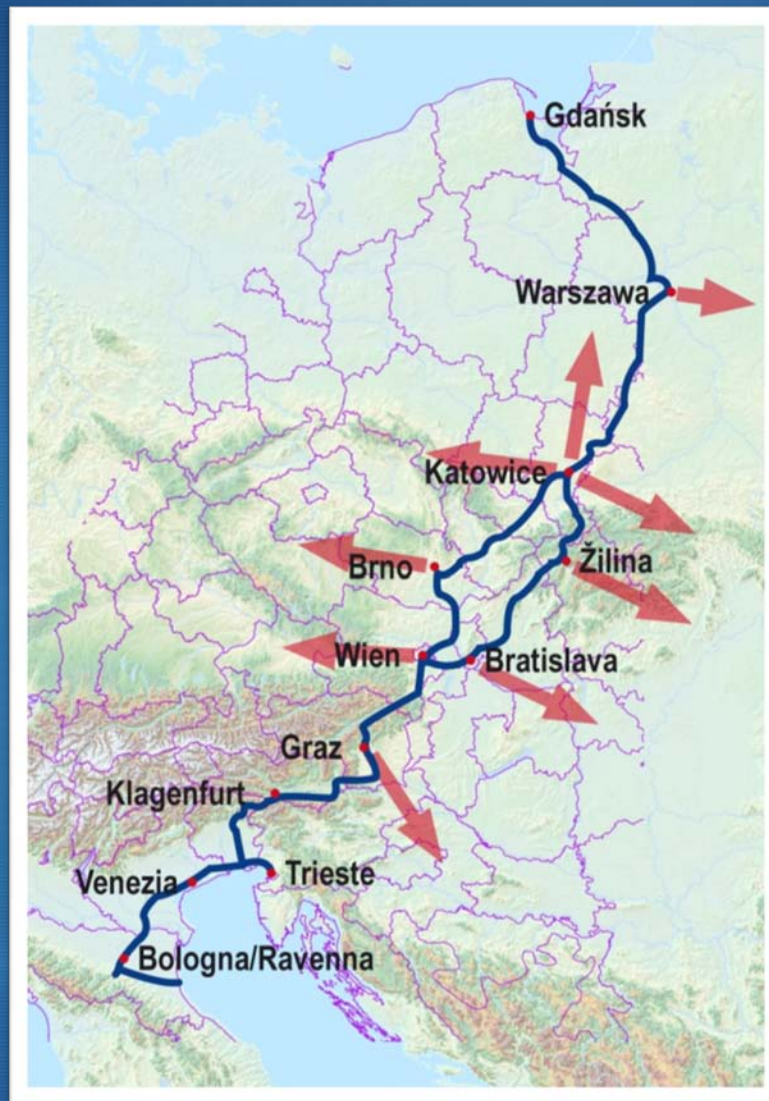 Gdańsk
Warszawa
Katowice
Brno
Žilina
Wien
Bratislava
Graz
Klagenfurt
Venezia
Trieste
Bologna/Ravenna